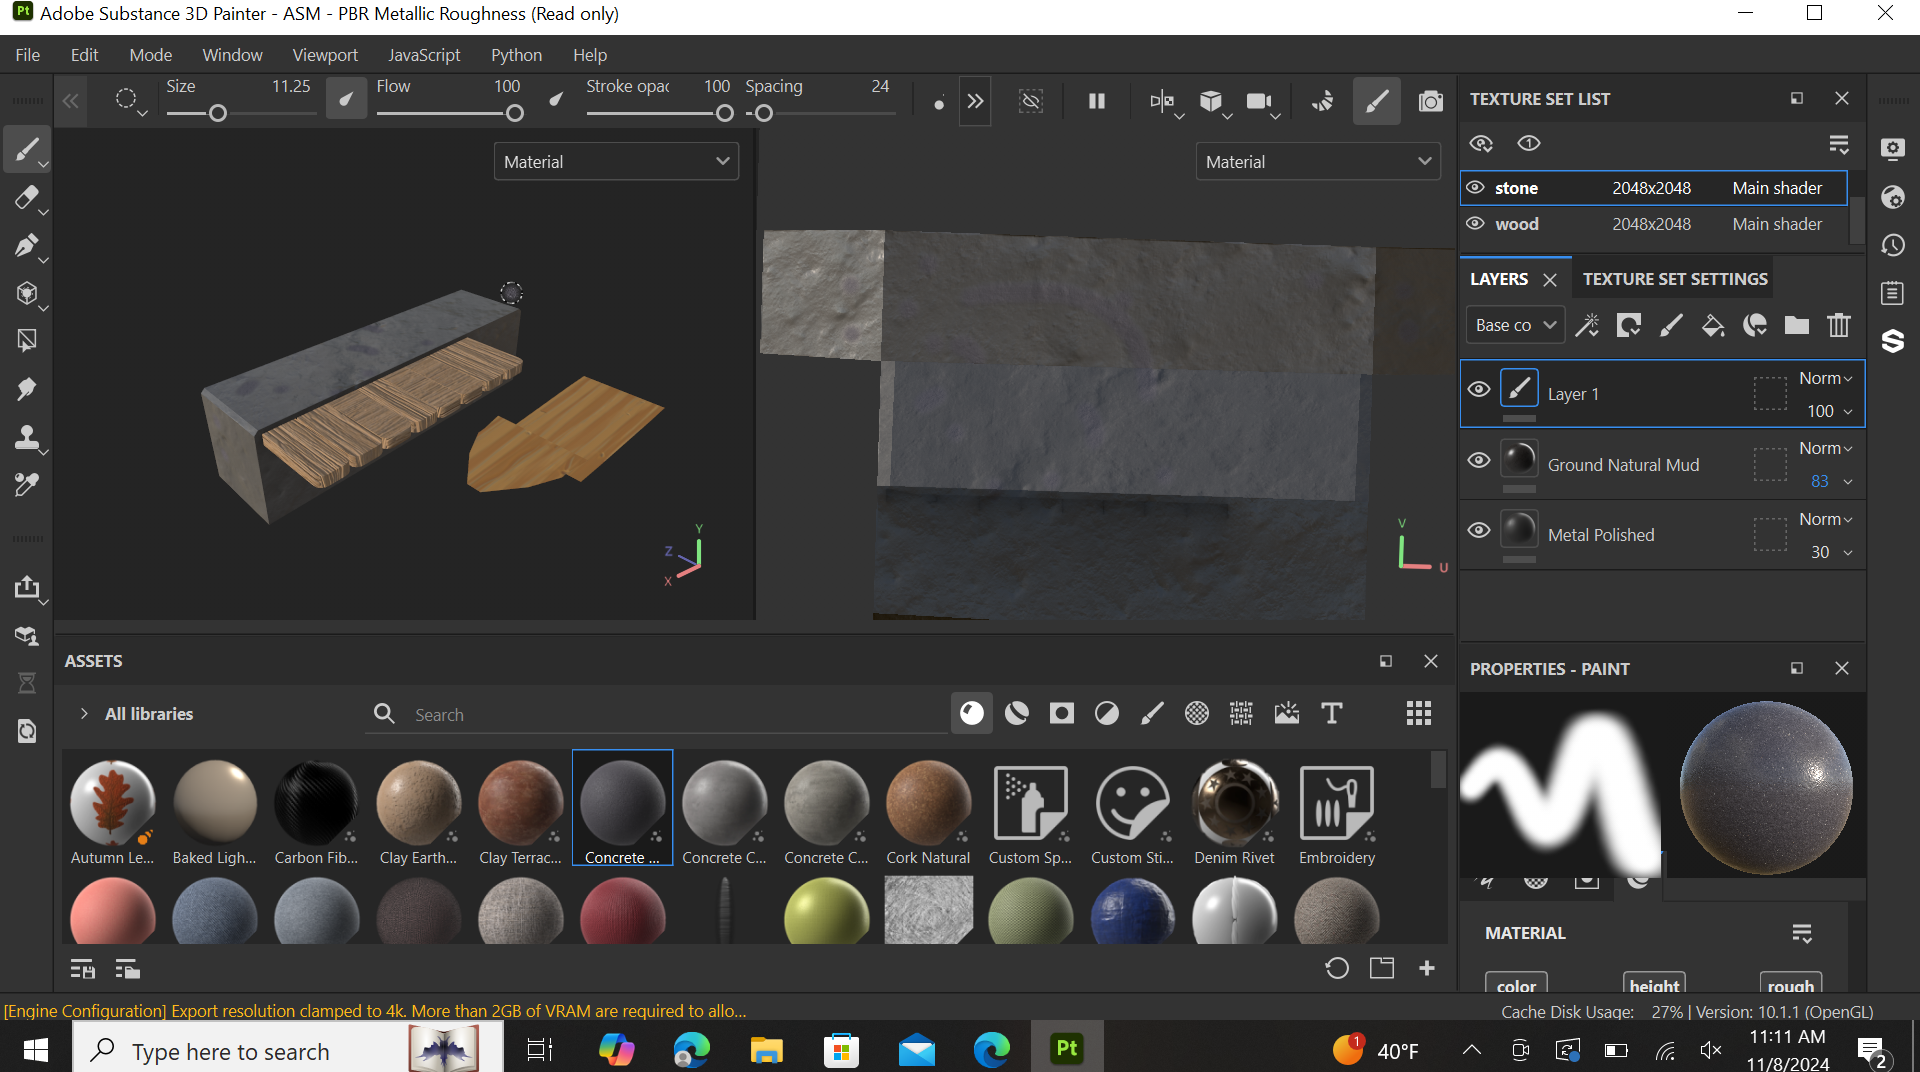 Pt Adobe Substance 3D Painter - ASM - PBR Metallic Roughness (Read only)
File Edit Mode Window Viewport JavaScript Python Help
Size 11.25 Flow 100 Stroke opac 100 Spacing 24
Material
Material
TEXTURE SET LIST
1
stone 2048x2048 Main shader
wood 2048x2048 Main shader
LAYERS TEXTURE SET SETTINGS
Base co
Layer 1 Norm 100
Ground Natural Mud Norm 83
Metal Polished Norm 30
Y
Z
X
V
U
ASSETS
All libraries Search
T
Autumn Le... Baked Ligh... Carbon Fib... Clay Earth... Clay Terrac... Concrete ... Concrete C... Concrete C... Cork Natural Custom Sp... Custom Sti... Denim Rivet Embroidery
PROPERTIES - PAINT
MATERIAL
color height rough
[Engine Configuration] Export resolution clamped to 4k. More than 2GB of VRAM are required to allo...
Cache Disk Usage: 27% | Version: 10.1.1 (OpenGL)
Type here to search
Pt
1
40°F
11:11 AM
11/8/2024
2